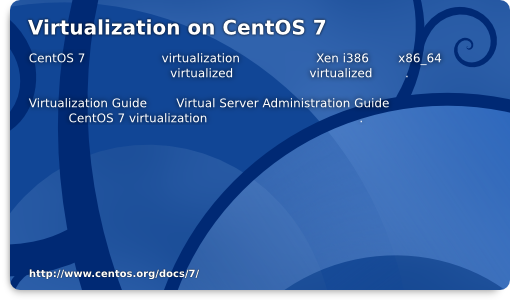 Virtualization on CentOS 7
CentOS 7 virtualization Xen i386 x86_64
virtualized virtualized .
Virtualization Guide Virtual Server Administration Guide
CentOS 7 virtualization .
http://www.centos.org/docs/7/